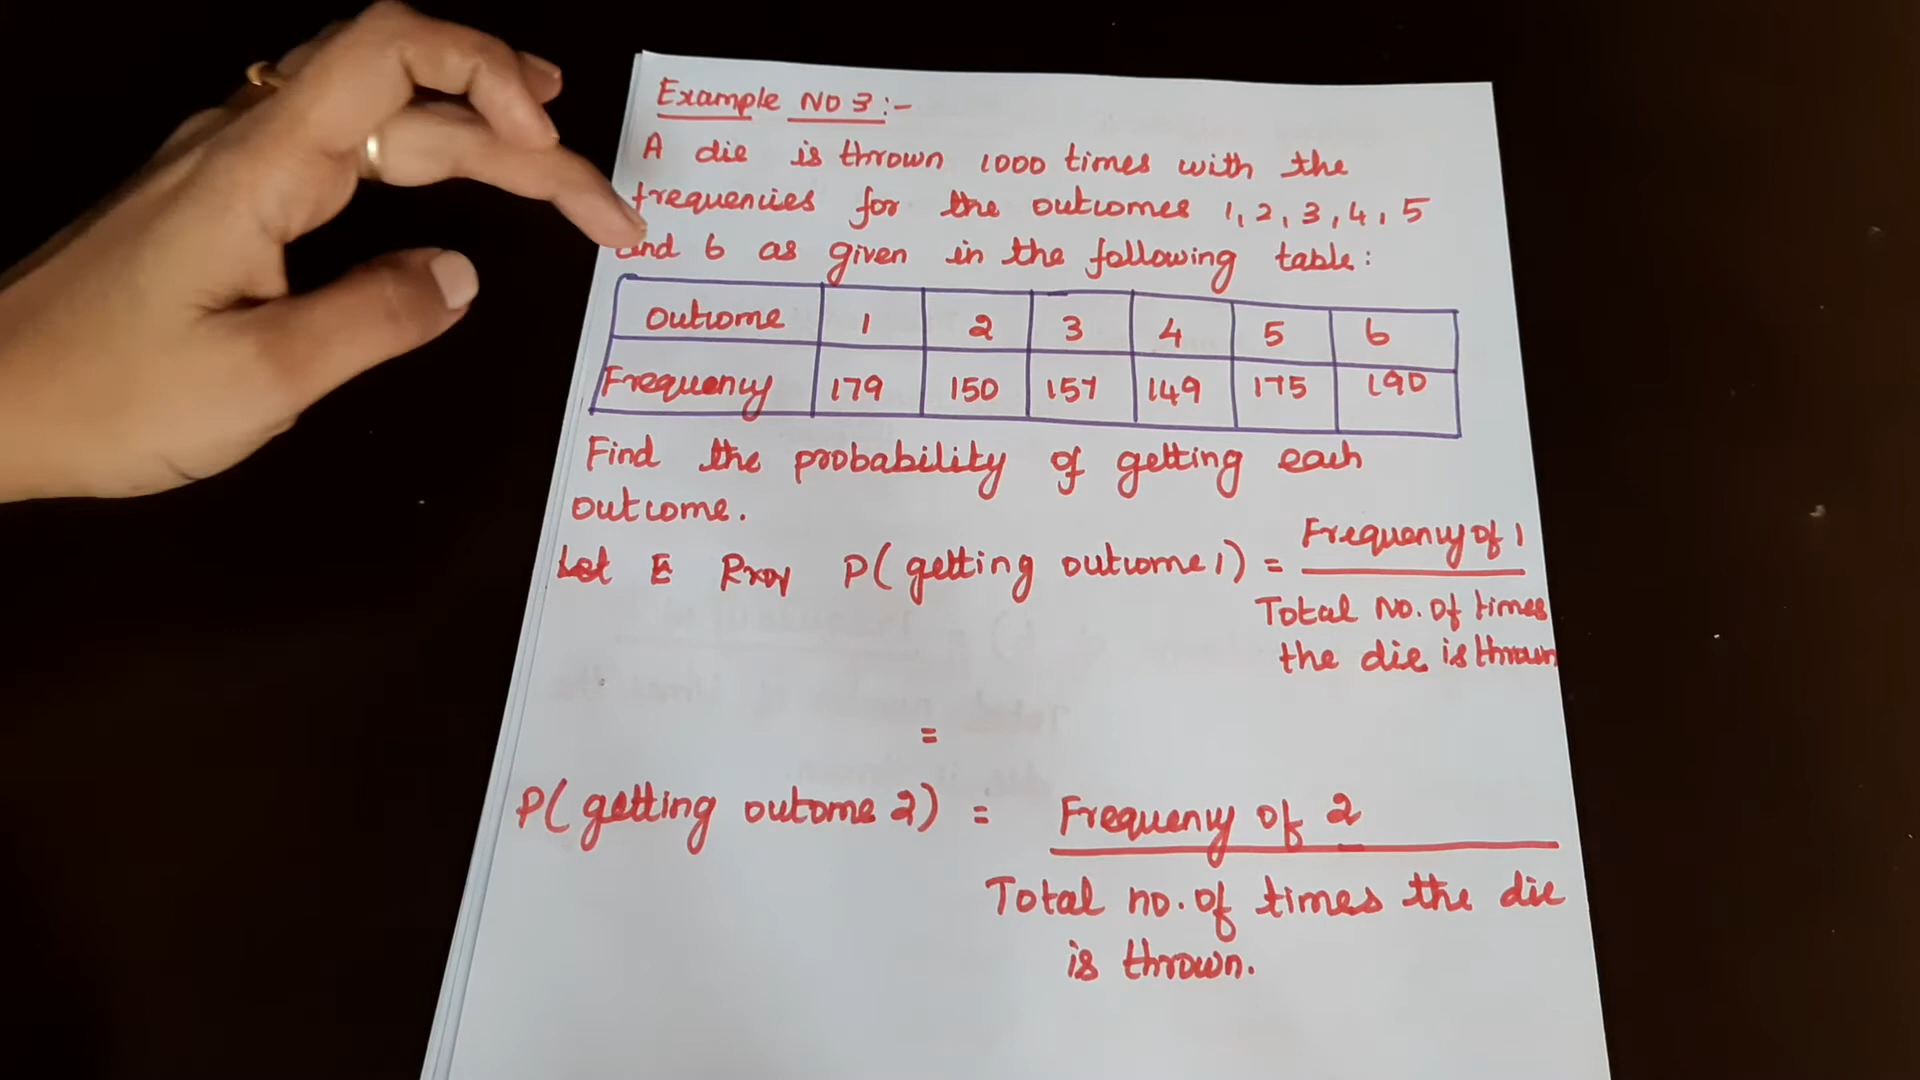 Example No 3:-
A die is thrown 1000 times with the
frequencies for the outcomes 1, 2, 3, 4, 5
and 6 as given in the following table:
Outcome 1 2 3 4 5 6
Frequency 179 150 157 149 175 190
Find the probability of getting each
outcome.
Let E P(getting outcome 1) = Frequency of 1
Total No. of times
the die is thrown
=
P(getting outome 2) = Frequency of 2
Total no. of times the die
is thrown.